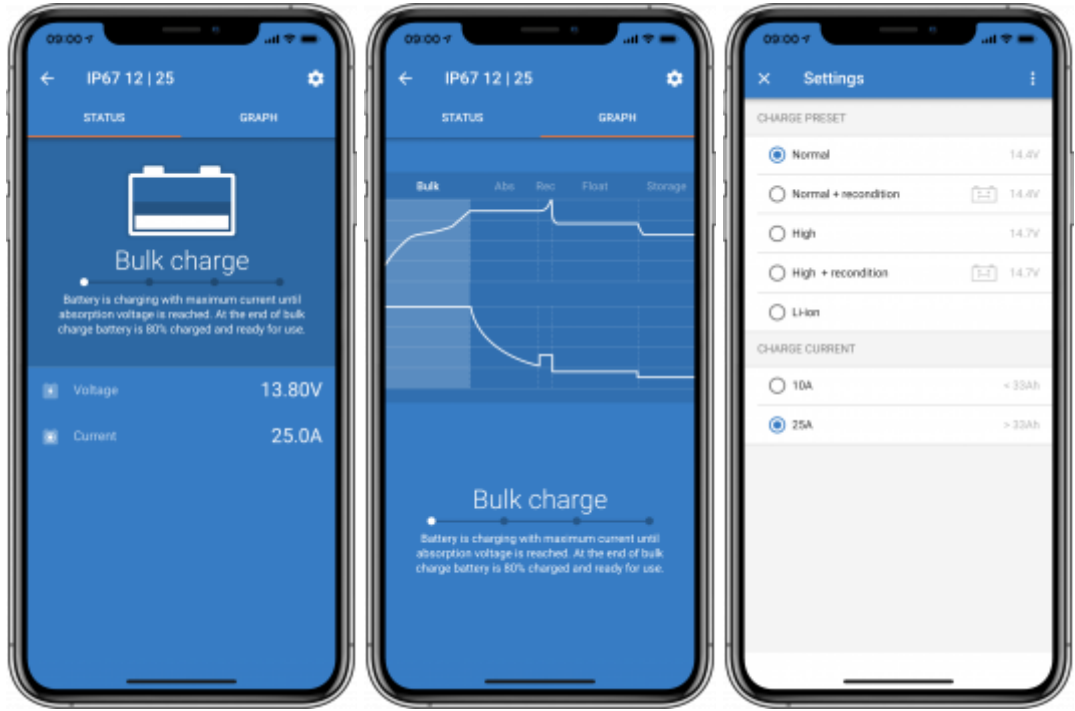 09:00
IP67 12 | 25
STATUS GRAPH
Bulk charge
Battery is charging with maximum current until
absorption voltage is reached. At the end of bulk
charge battery is 80% charged and ready for use.
Voltage 13.80V
Current 25.0A
09:00
IP67 12 | 25
STATUS GRAPH
Bulk Abs Rec Float Storage
Bulk charge
Battery is charging with maximum current until
absorption voltage is reached. At the end of bulk
charge battery is 80% charged and ready for use.
09:00
Settings
CHARGE PRESET
Normal 14.4V
Normal + recondition 14.4V
High 14.7V
High + recondition 14.7V
Li-ion
CHARGE CURRENT
10A < 33Ah
25A > 33Ah